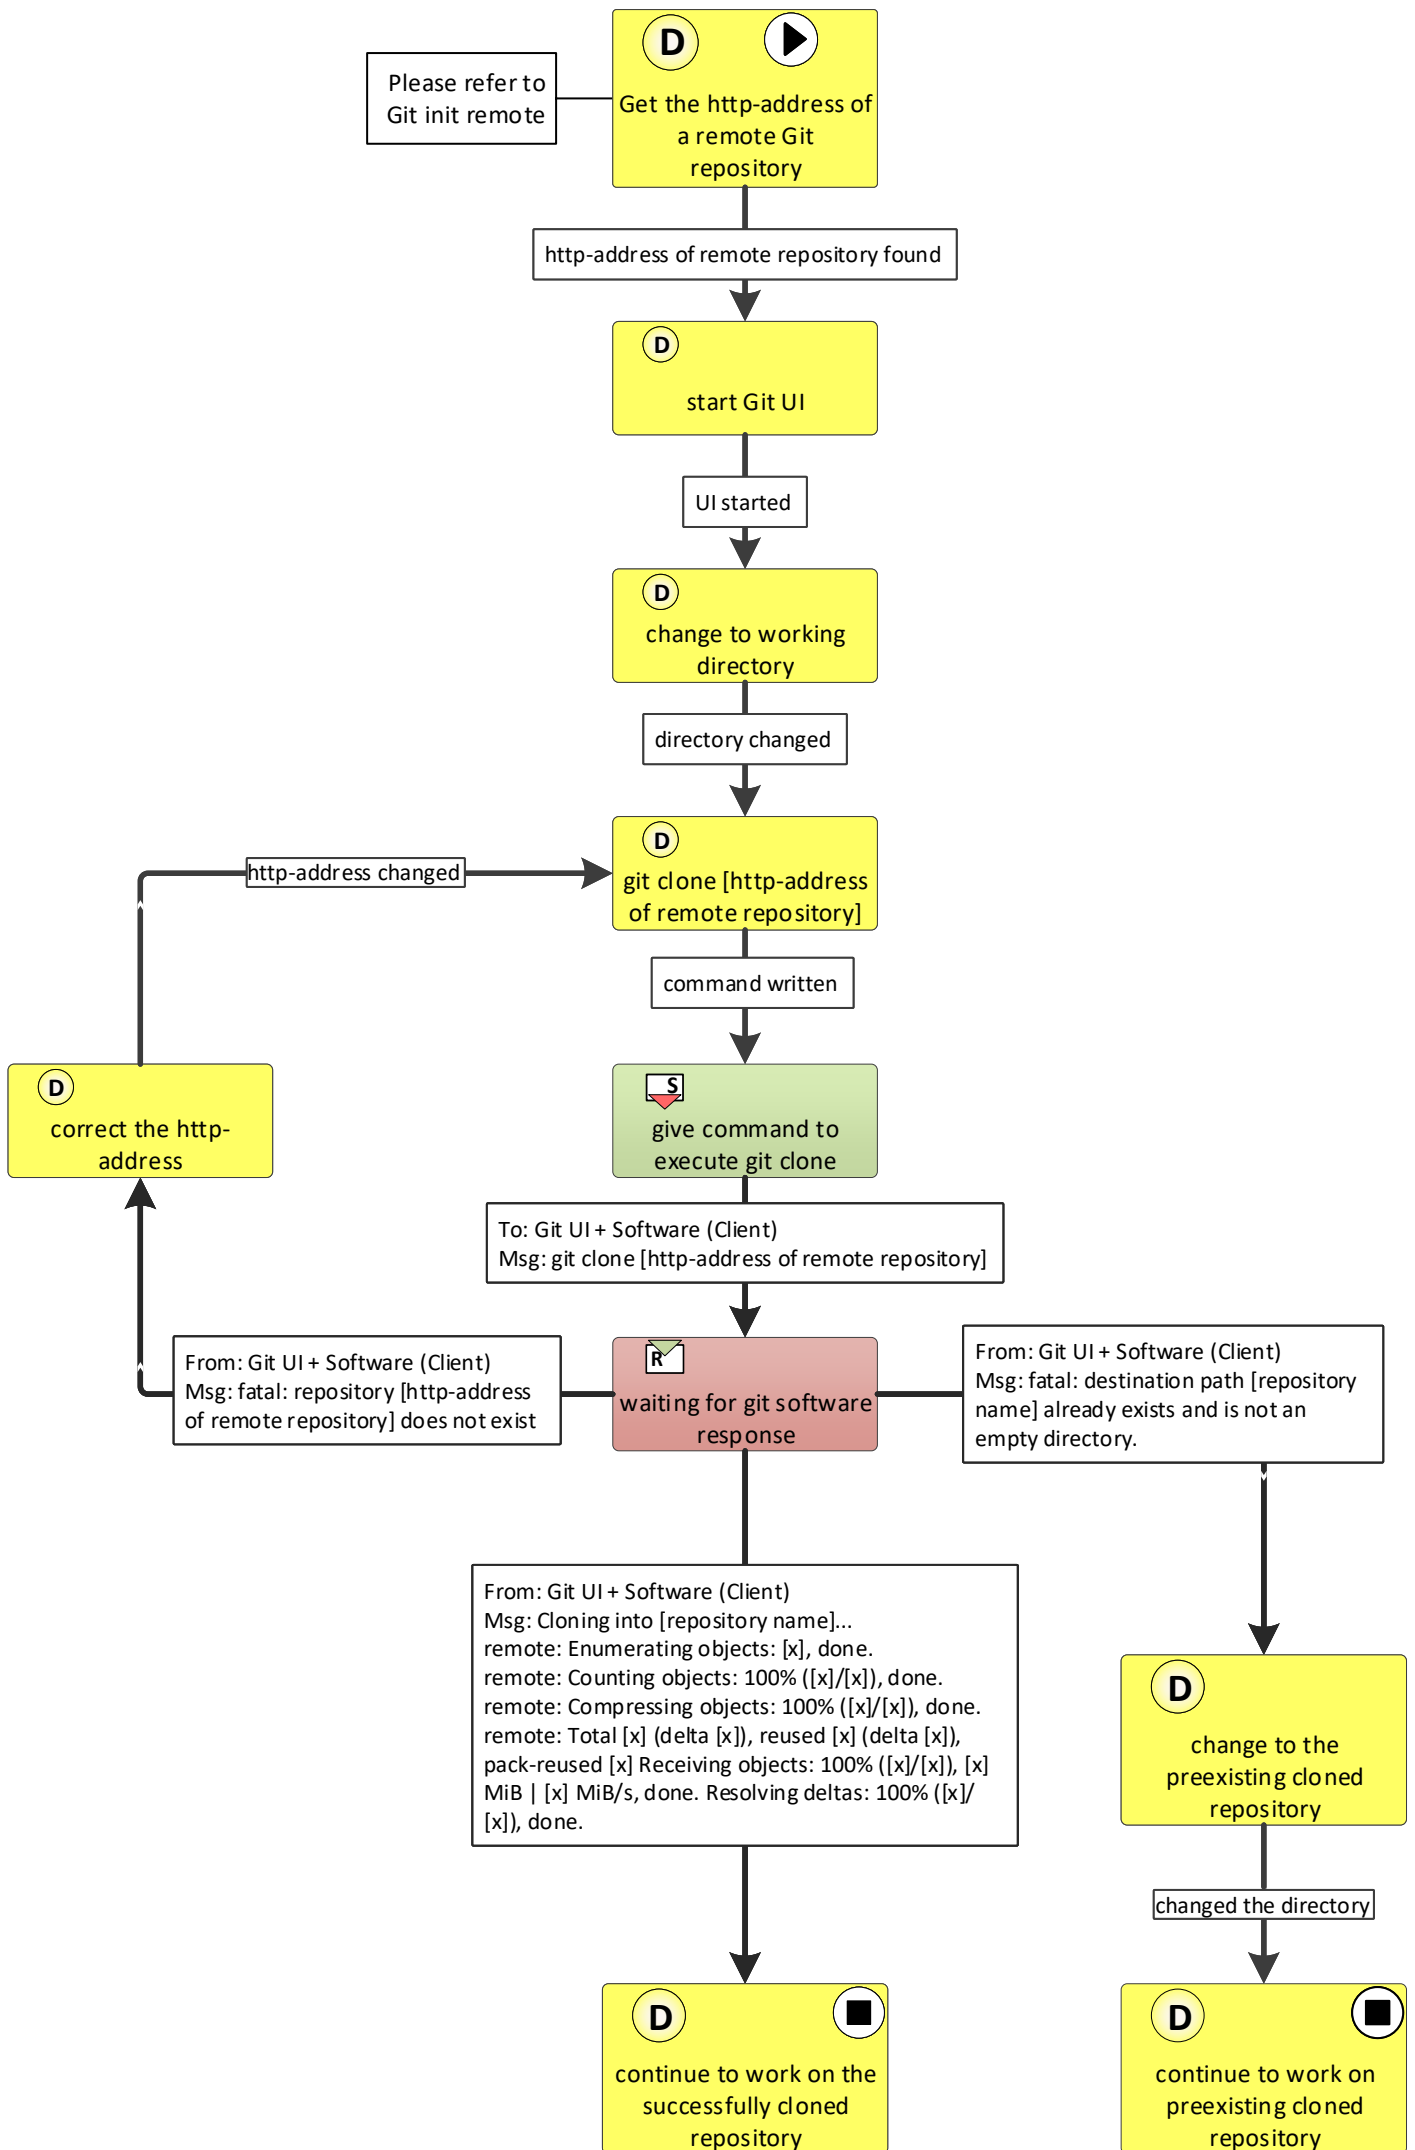 D
Please refer to
Git init remote
Get the http-address of
a remote Git
repository
http-address of remote repository found
D
start Git UI
UI started
D
change to working
directory
directory changed
D
git clone [http-address
of remote repository]
http-address changed
command written
D
correct the http-
address
S
give command to
execute git clone
To: Git UI + Software (Client)
Msg: git clone [http-address of remote repository]
From: Git UI + Software (Client)
Msg: fatal: repository [http-address
of remote repository] does not exist
R
waiting for git software
response
From: Git UI + Software (Client)
Msg: fatal: destination path [repository
name] already exists and is not an
empty directory.
From: Git UI + Software (Client)
Msg: Cloning into [repository name]...
remote: Enumerating objects: [x], done.
remote: Counting objects: 100% ([x]/[x]), done.
remote: Compressing objects: 100% ([x]/[x]), done.
remote: Total [x] (delta [x]), reused [x] (delta [x]),
pack-reused [x] Receiving objects: 100% ([x]/[x]), [x]
MiB | [x] MiB/s, done. Resolving deltas: 100% ([x]/
[x]), done.
D
change to the
preexisting cloned
repository
changed the directory
D
continue to work on the
successfully cloned
repository
D
continue to work on
preexisting cloned
repository